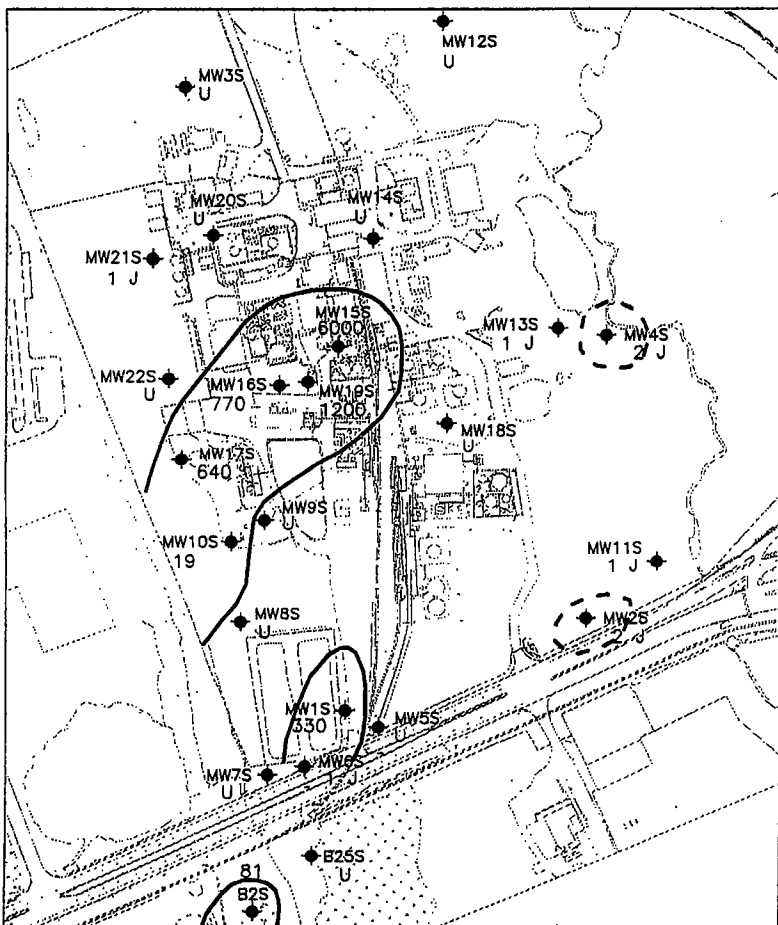 MW12S
U
MW3S
U
MW20S
U
MW14S
U
MW21S
1 J
MW15S
6000
MW13S
1 J
MW4S
2 J
MW22S
U
MW16S
770
MW19S
1200
MW18S
U
MW17S
640
MW9S
U
MW10S
19
MW11S
1 J
MW8S
U
MW2S
2 J
MW1S
330
MW5S
U
MW7S
U
MW6S
1 J
B25S
U
81
B2S